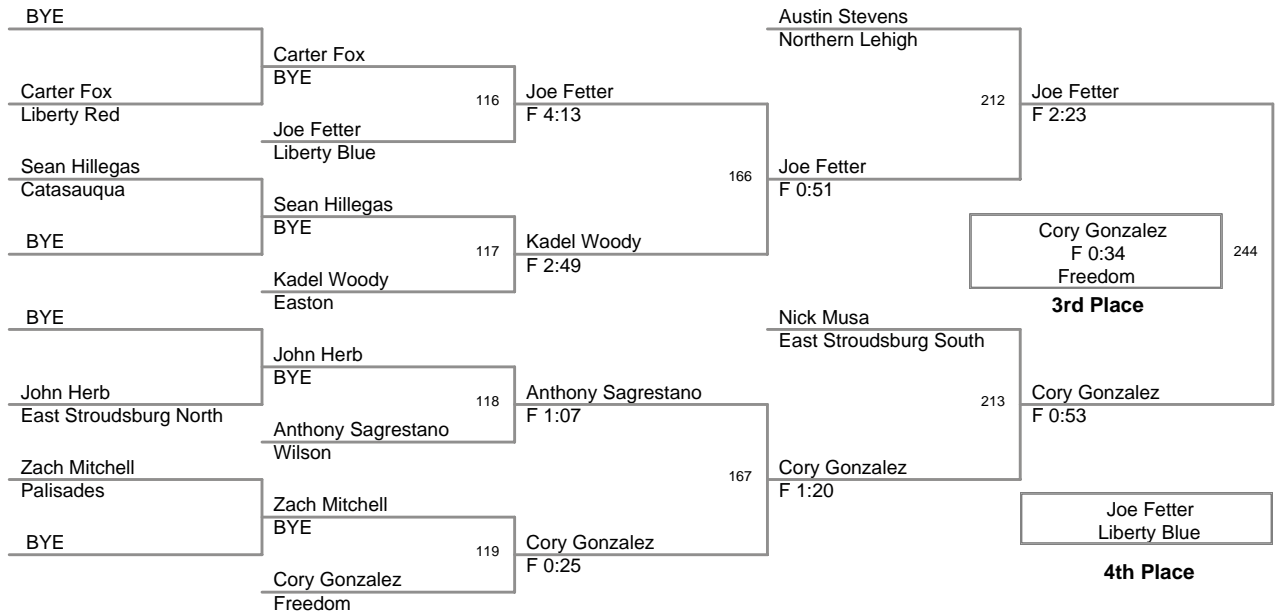 BYE
Carter Fox
Liberty Red
Sean Hillegas
Catasauqua
BYE
BYE
John Herb
East Stroudsburg North
Zach Mitchell
Palisades
BYE
Carter Fox
BYE
116
Joe Fetter
Liberty Blue
Sean Hillegas
BYE
117
Kadel Woody
Easton
John Herb
BYE
118
Anthony Sagrestano
Wilson
Zach Mitchell
BYE
119
Cory Gonzalez
Freedom
Joe Fetter
F 4:13
166
Kadel Woody
F 2:49
Anthony Sagrestano
F 1:07
167
Cory Gonzalez
F 0:25
Austin Stevens
Northern Lehigh
212
Joe Fetter
F 0:51
Nick Musa
East Stroudsburg South
213
Cory Gonzalez
F 1:20
Joe Fetter
F 2:23
Cory Gonzalez
F 0:34
Freedom
244
3rd Place
Cory Gonzalez
F 0:53
Joe Fetter
Liberty Blue
4th Place